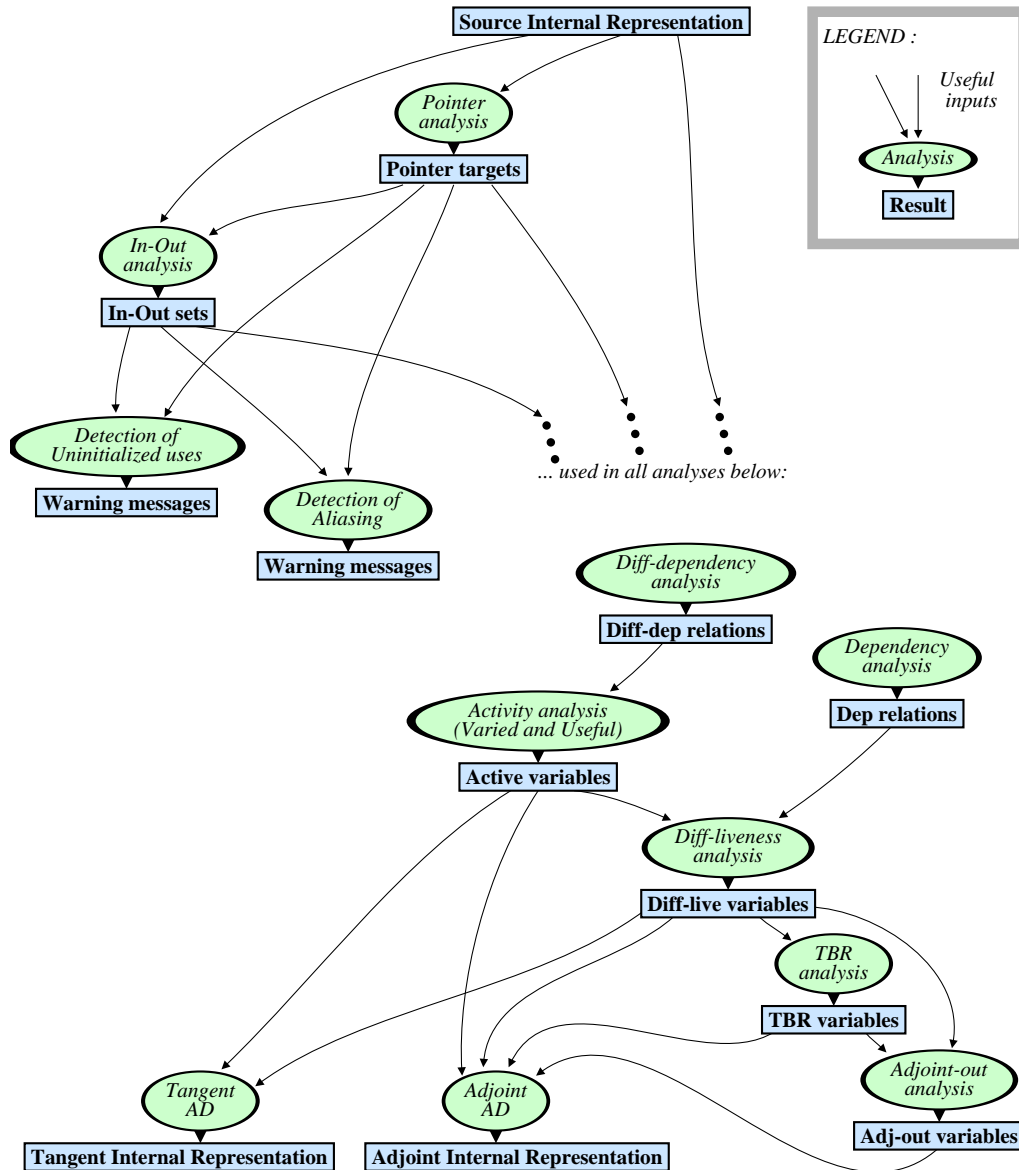 Source Internal Representation
LEGEND :
Useful
inputs
Analysis
Result
Pointer
analysis
Pointer targets
In-Out
analysis
In-Out sets
Detection of
Uninitialized uses
Warning messages
Detection of
Aliasing
Warning messages
... used in all analyses below:
Diff-dependency
analysis
Diff-dep relations
Dependency
analysis
Dep relations
Activity analysis
(Varied and Useful)
Active variables
Diff-liveness
analysis
Diff-live variables
TBR
analysis
TBR variables
Adjoint-out
analysis
Adj-out variables
Tangent
AD
Tangent Internal Representation
Adjoint
AD
Adjoint Internal Representation